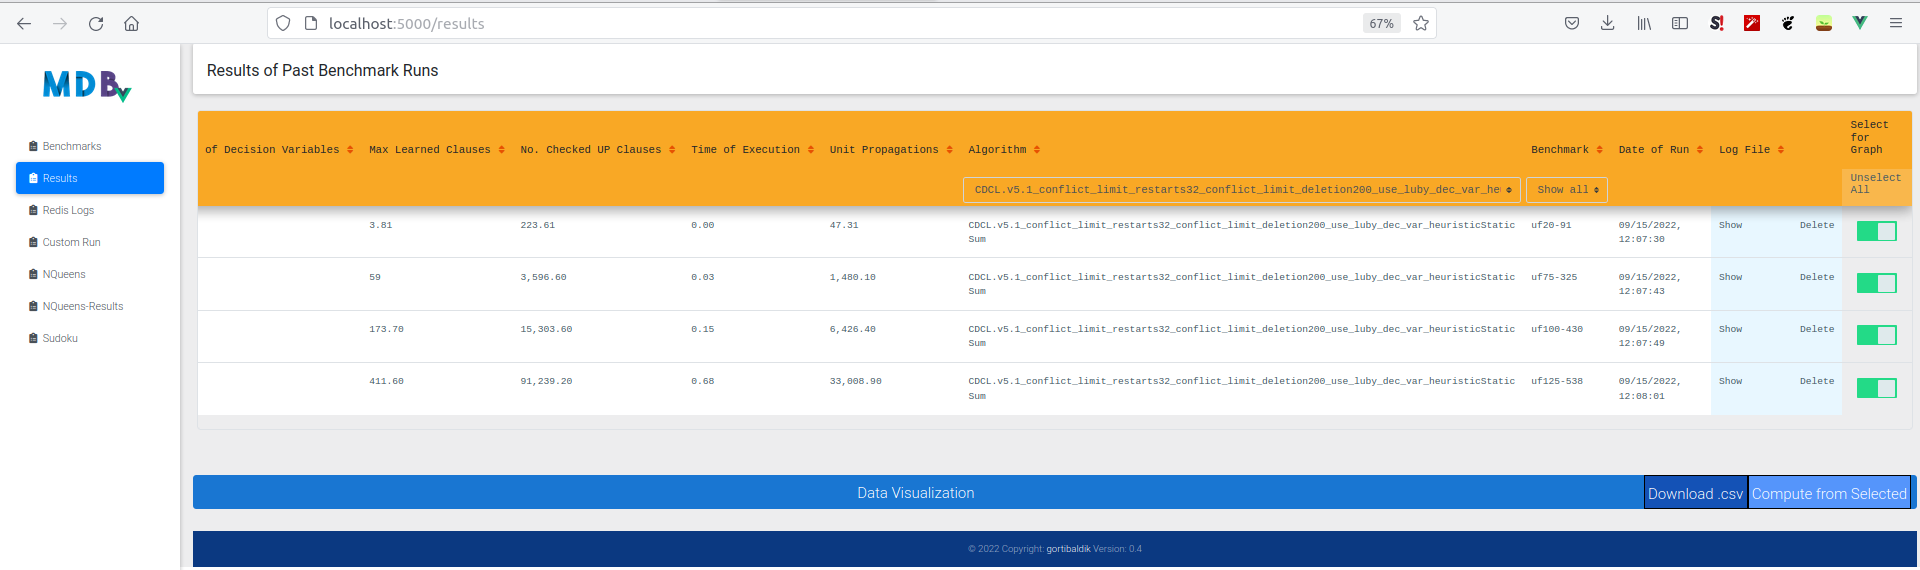 localhost:5000/results
67%
MDB
Results of Past Benchmark Runs
Benchmarks
Results
Redis Logs
Custom Run
NQueens
NQueens-Results
Sudoku
of Decision Variables Max Learned Clauses No. Checked UP Clauses Time of Execution Unit Propagations Algorithm Benchmark Date of Run Log File Select for Graph
CDCL.v5.1_conflict_limit_restarts32_conflict_limit_deletion200_use_luby_dec_var_he Show all Unselect All
3.81 223.61 0.00 47.31 CDCL.v5.1_conflict_limit_restarts32_conflict_limit_deletion200_use_luby_dec_var_heuristicStatic uf20-91 09/15/2022, Show Delete
Sum 12:07:30
59 3,596.60 0.03 1,480.10 CDCL.v5.1_conflict_limit_restarts32_conflict_limit_deletion200_use_luby_dec_var_heuristicStatic uf75-325 09/15/2022, Show Delete
Sum 12:07:43
173.70 15,303.60 0.15 6,426.40 CDCL.v5.1_conflict_limit_restarts32_conflict_limit_deletion200_use_luby_dec_var_heuristicStatic uf100-430 09/15/2022, Show Delete
Sum 12:07:49
411.60 91,239.20 0.68 33,008.90 CDCL.v5.1_conflict_limit_restarts32_conflict_limit_deletion200_use_luby_dec_var_heuristicStatic uf125-538 09/15/2022, Show Delete
Sum 12:08:01
Data Visualization Download .csv Compute from Selected
© 2022 Copyright: gortibaldik Version: 0.4